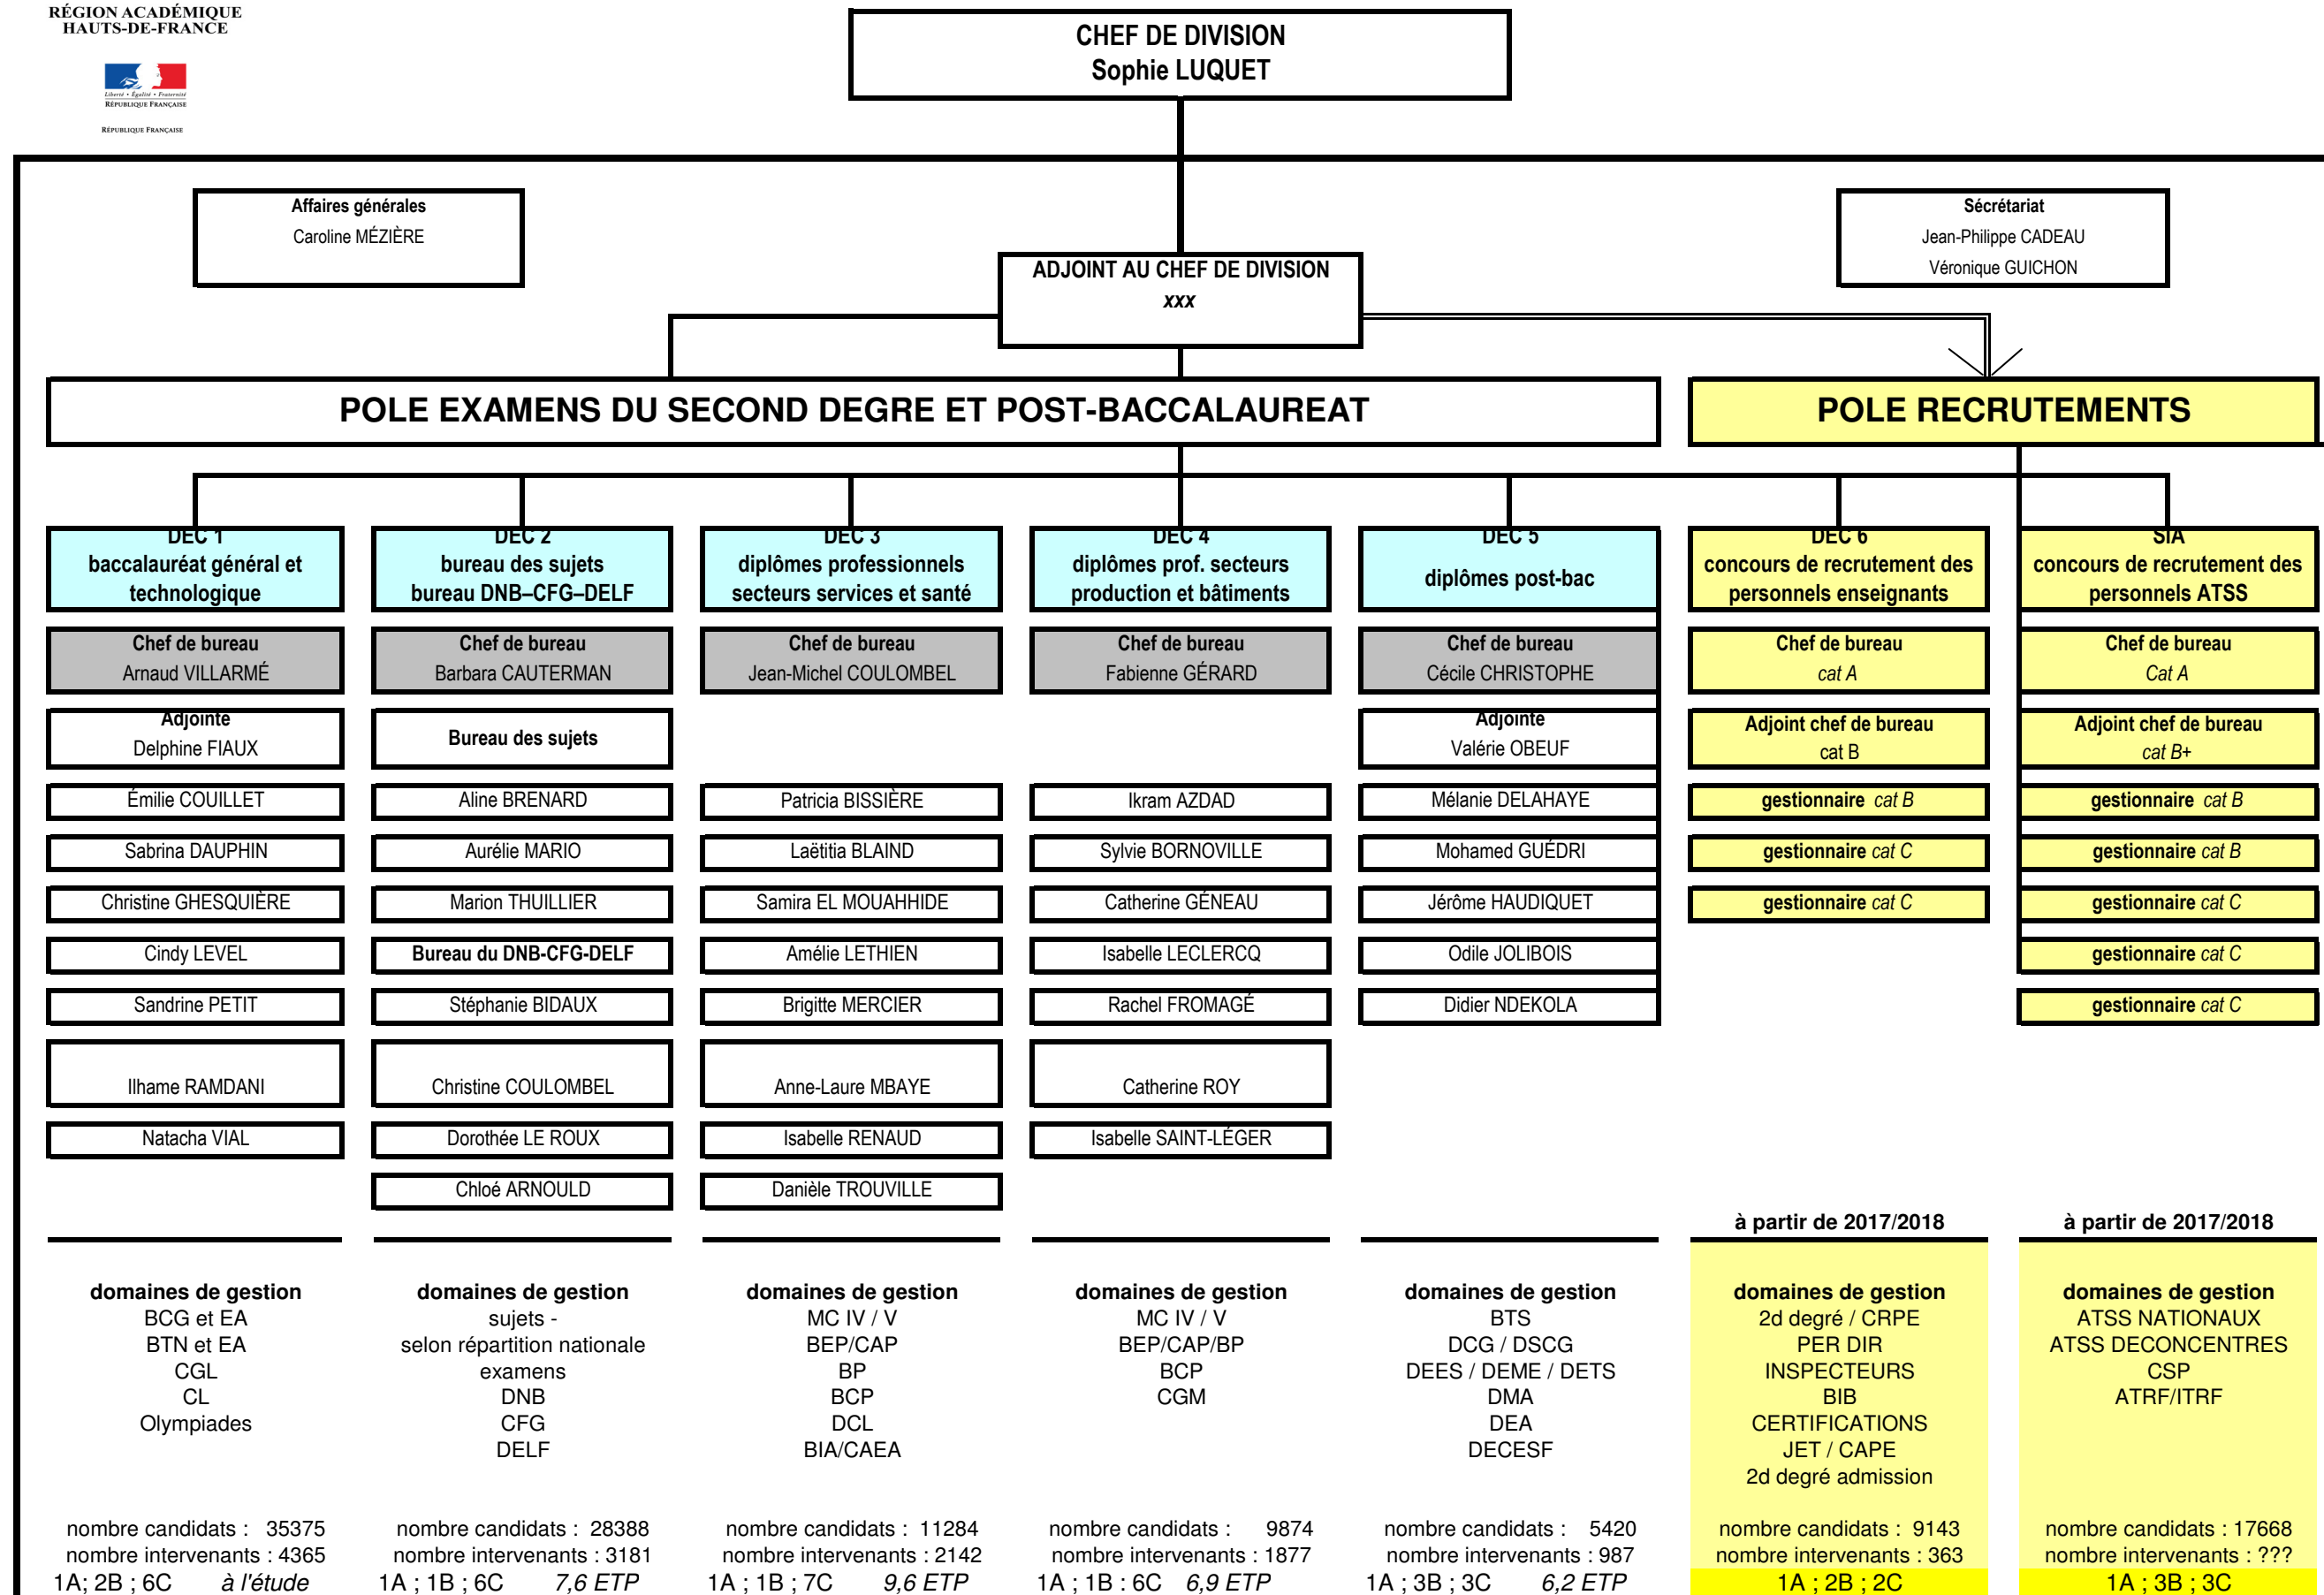 RÉGION ACADÉMIQUE
HAUTS-DE-FRANCE
Liberté • Égalité • Fraternité
RÉPUBLIQUE FRANÇAISE
RÉPUBLIQUE FRANÇAISE
CHEF DE DIVISION
Sophie LUQUET
Affaires générales
Caroline MÉZIÈRE
Sécrétariat
Jean-Philippe CADEAU
Véronique GUICHON
ADJOINT AU CHEF DE DIVISION
xxx
POLE EXAMENS DU SECOND DEGRE ET POST-BACCALAUREAT
POLE RECRUTEMENTS
DEC 1
baccalauréat général et
technologique
Chef de bureau
Arnaud VILLARMÉ
Adjointe
Delphine FIAUX
Émilie COUILLET
Sabrina DAUPHIN
Christine GHESQUIÈRE
Cindy LEVEL
Sandrine PETIT
Ilhame RAMDANI
Natacha VIAL
domaines de gestion
BCG et EA
BTN et EA
CGL
CL
Olympiades
nombre candidats : 35375
nombre intervenants : 4365
1A; 2B ; 6C à l'étude
DEC 2
bureau des sujets
bureau DNB–CFG–DELF
Chef de bureau
Barbara CAUTERMAN
Bureau des sujets
Aline BRENARD
Aurélie MARIO
Marion THUILLIER
Bureau du DNB-CFG-DELF
Stéphanie BIDAUX
Christine COULOMBEL
Dorothée LE ROUX
Chloé ARNOULD
domaines de gestion
sujets -
selon répartition nationale
examens
DNB
CFG
DELF
nombre candidats : 28388
nombre intervenants : 3181
1A ; 1B ; 6C 7,6 ETP
DEC 3
diplômes professionnels
secteurs services et santé
Chef de bureau
Jean-Michel COULOMBEL
Patricia BISSIÈRE
Laëtitia BLAIND
Samira EL MOUAHHIDE
Amélie LETHIEN
Brigitte MERCIER
Anne-Laure MBAYE
Isabelle RENAUD
Danièle TROUVILLE
domaines de gestion
MC IV / V
BEP/CAP
BP
BCP
DCL
BIA/CAEA
nombre candidats : 11284
nombre intervenants : 2142
1A ; 1B ; 7C 9,6 ETP
DEC 4
diplômes prof. secteurs
production et bâtiments
Chef de bureau
Fabienne GÉRARD
Ikram AZDAD
Sylvie BORNOVILLE
Catherine GÉNEAU
Isabelle LECLERCQ
Rachel FROMAGÉ
Catherine ROY
Isabelle SAINT-LÉGER
domaines de gestion
MC IV / V
BEP/CAP/BP
BCP
CGM
nombre candidats : 9874
nombre intervenants : 1877
1A ; 1B : 6C 6,9 ETP
DEC 5
diplômes post-bac
Chef de bureau
Cécile CHRISTOPHE
Adjointe
Valérie OBEUF
Mélanie DELAHAYE
Mohamed GUÉDRI
Jérôme HAUDIQUET
Odile JOLIBOIS
Didier NDEKOLA
domaines de gestion
BTS
DCG / DSCG
DEES / DEME / DETS
DMA
DEA
DECESF
nombre candidats : 5420
nombre intervenants : 987
1A ; 3B ; 3C 6,2 ETP
DEC 6
concours de recrutement des
personnels enseignants
Chef de bureau
cat A
Adjoint chef de bureau
cat B
gestionnaire cat B
gestionnaire cat C
gestionnaire cat C
à partir de 2017/2018
domaines de gestion
2d degré / CRPE
PER DIR
INSPECTEURS
BIB
CERTIFICATIONS
JET / CAPE
2d degré admission
nombre candidats : 9143
nombre intervenants : 363
1A ; 2B ; 2C
SIA
concours de recrutement des
personnels ATSS
Chef de bureau
Cat A
Adjoint chef de bureau
cat B+
gestionnaire cat B
gestionnaire cat B
gestionnaire cat C
gestionnaire cat C
gestionnaire cat C
à partir de 2017/2018
domaines de gestion
ATSS NATIONAUX
ATSS DECONCENTRES
CSP
ATRF/ITRF
nombre candidats : 17668
nombre intervenants : ???
1A ; 3B ; 3C